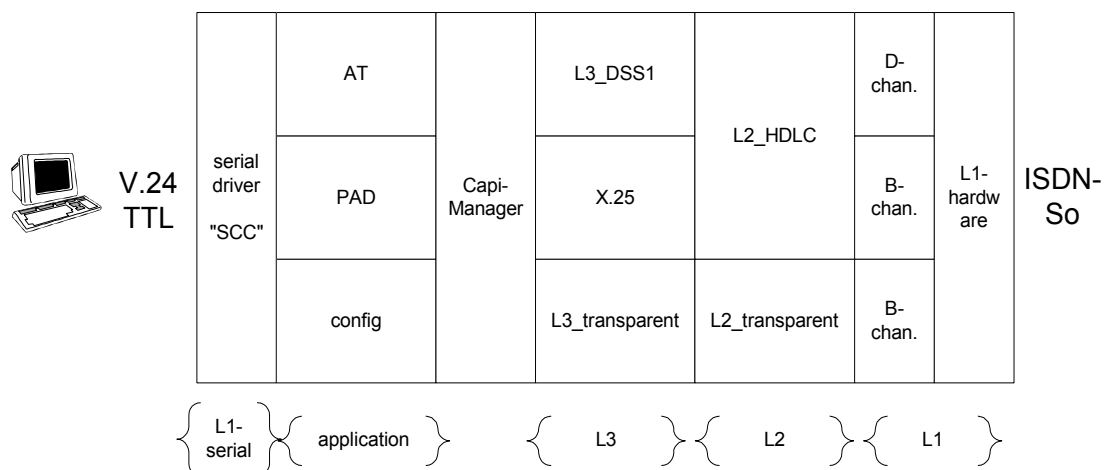 AT
L3_DSS1
D-
chan.
L2_HDLC
V.24
TTL
serial
driver
"SCC"
PAD
Capi-
Manager
X.25
B-
chan.
L1-
hardw
are
ISDN-
So
config
L3_transparent
L2_transparent
B-
chan.
L1-
serial
application
L3
L2
L1